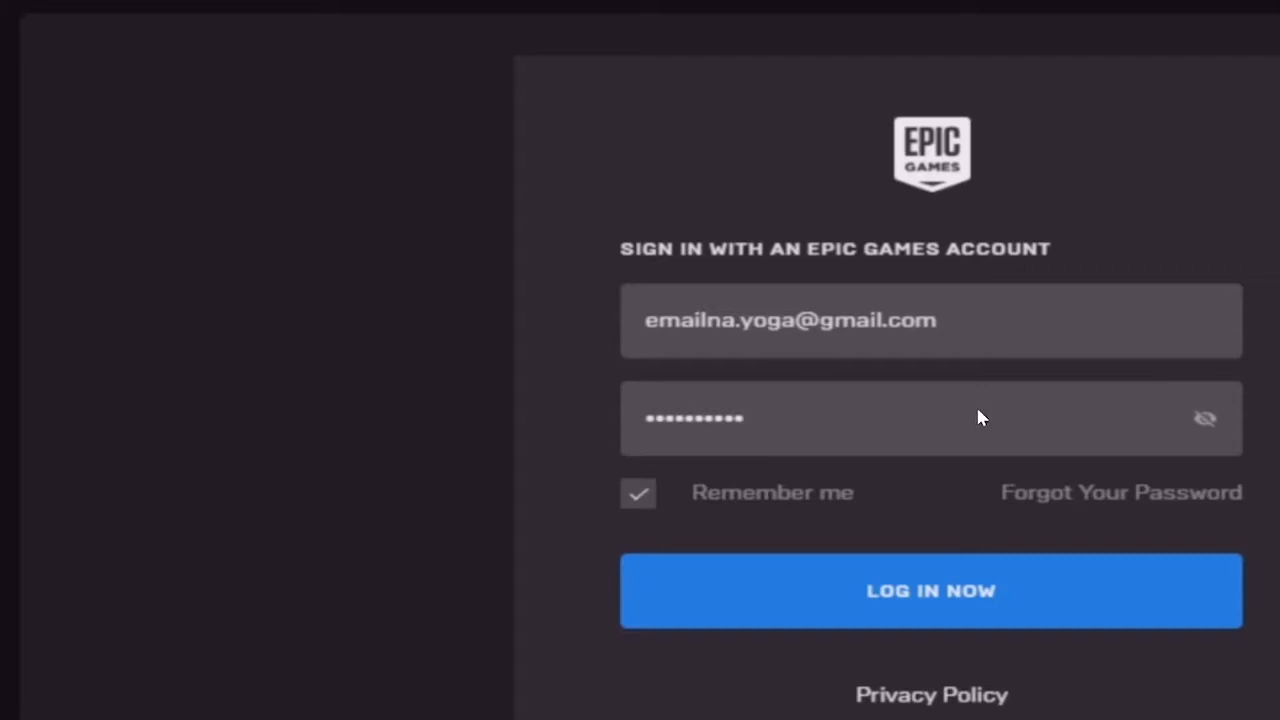 EPIC
GAMES
SIGN IN WITH AN EPIC GAMES ACCOUNT
emailna.yoga@gmail.com
••••••••••
Remember me
Forgot Your Password
LOG IN NOW
Privacy Policy